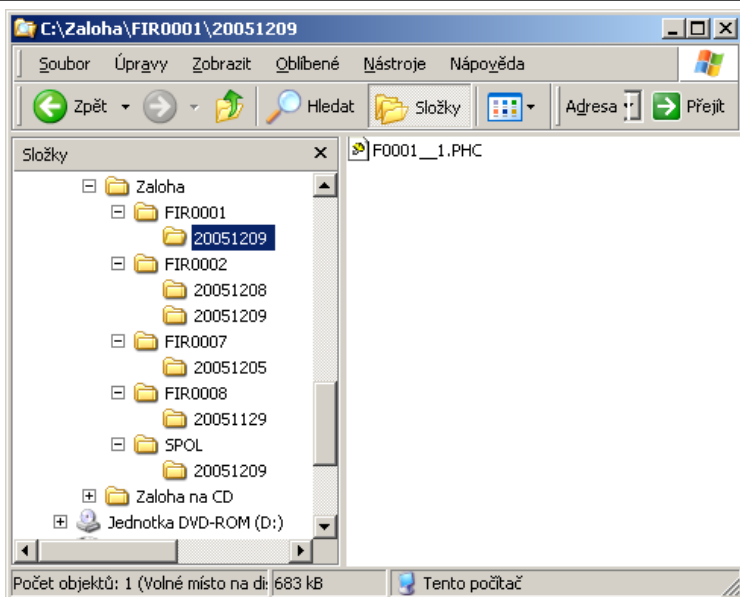 C:\Zaloha\FIR0001\20051209
Soubor Úpravy Zobrazit Oblíbené Nástroje Nápověda
Zpět Hledat Složky Adresa Přejít
Složky
F0001__1.PHC
Zaloha
FIR0001
20051209
FIR0002
20051208
20051209
FIR0007
20051205
FIR0008
20051129
SPOL
20051209
Zaloha na CD
Jednotka DVD-ROM (D:)
Počet objektů: 1 (Volné místo na dis 683 kB Tento počítač